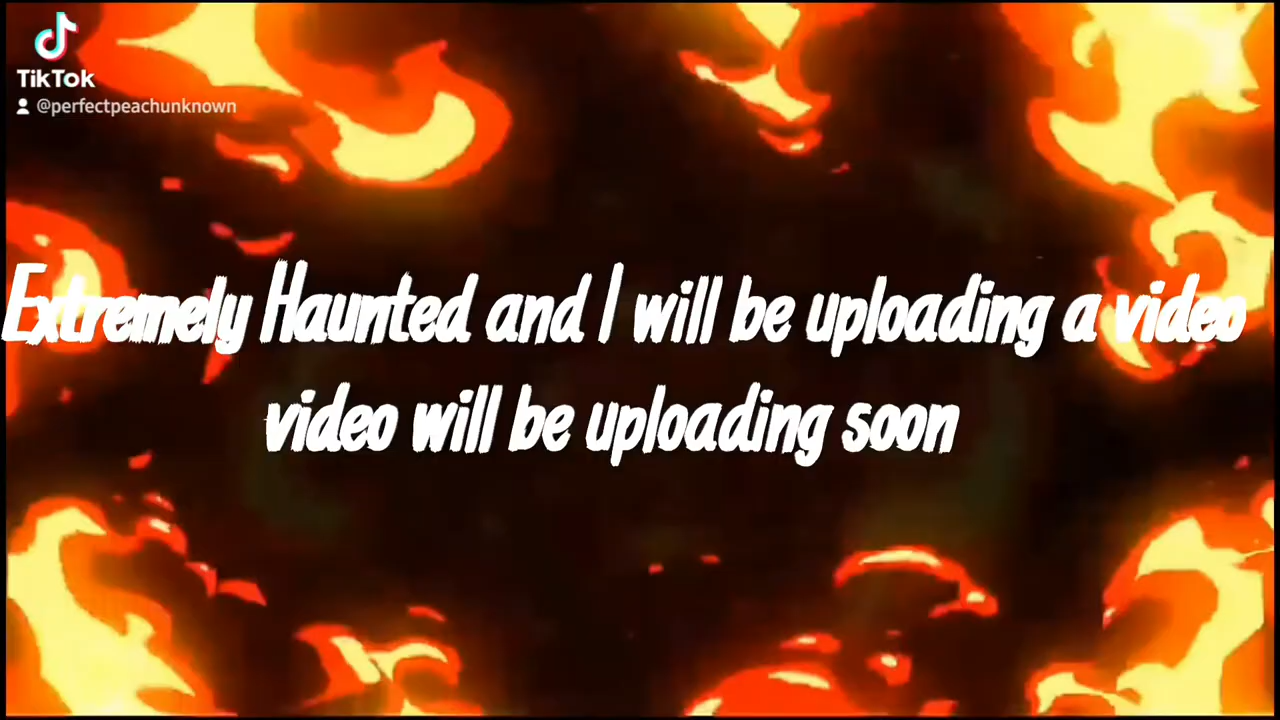 TikTok
@perfectpeachunknown
Extremely Haunted and I will be uploading a video
video will be uploading soon